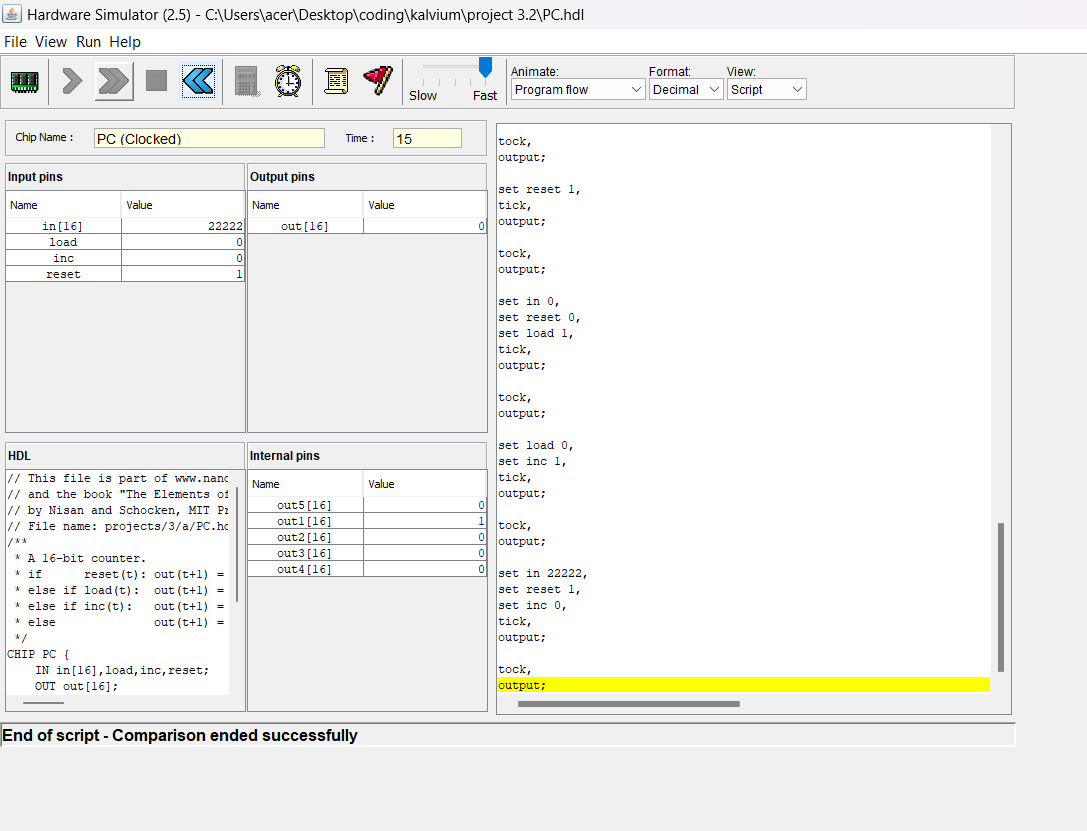 Hardware Simulator (2.5) - C:\Users\acer\Desktop\coding\kalvium\project 3.2\PC.hdl
File View Run Help
Slow Fast
Animate:
Program flow
Format:
Decimal
View:
Script
Chip Name : PC (Clocked) Time : 15
Input pins
Name Value
in[16] 22222
load 0
inc 0
reset 1
Output pins
Name Value
out[16] 0
HDL
// This file is part of www.nand
// and the book "The Elements of
// by Nisan and Schocken, MIT Pr
// File name: projects/3/a/PC.hd
/**
* A 16-bit counter.
* if reset(t): out(t+1) =
* else if load(t): out(t+1) =
* else if inc(t): out(t+1) =
* else out(t+1) =
*/
CHIP PC {
IN in[16],load,inc,reset;
OUT out[16];
Internal pins
Name Value
out5[16] 0
out1[16] 1
out2[16] 0
out3[16] 0
out4[16] 0
tock,
output;
set reset 1,
tick,
output;
tock,
output;
set in 0,
set reset 0,
set load 1,
tick,
output;
tock,
output;
set load 0,
set inc 1,
tick,
output;
tock,
output;
set in 22222,
set reset 1,
set inc 0,
tick,
output;
tock,
output;
End of script - Comparison ended successfully